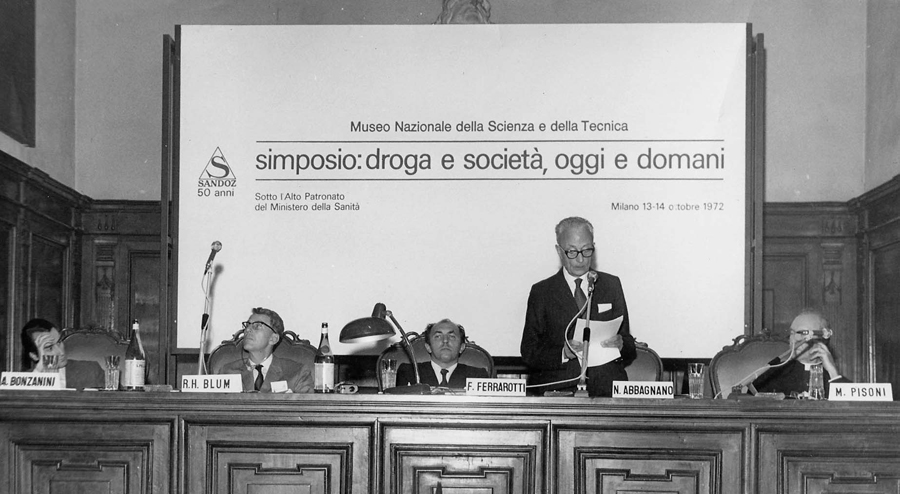 Museo Nazionale della Scienza e della Tecnica
simposio: droga e società, oggi e domani
SANDOZ
50 anni
Sotto l'Alto Patronato
del Ministero della Sanità
Milano 13-14 ottobre 1972
A. BONZANINI
R.H. BLUM
F. FERRAROTTI
N. ABBAGNANO
M. PISONI